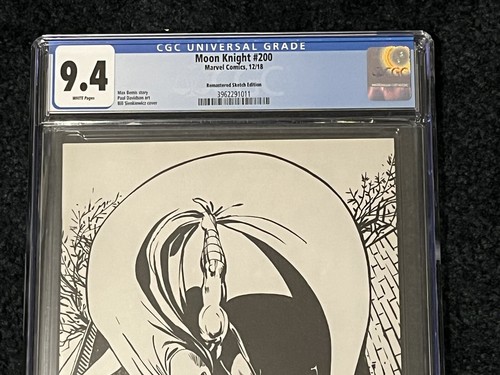 CGC UNIVERSAL GRADE
9.4
WHITE Pages
Moon Knight #200
Marvel Comics, 12/18
Remastered Sketch Edition
Max Bemis story
Paul Davidson art
Bill Sienkiewicz cover
3962291011
CGC